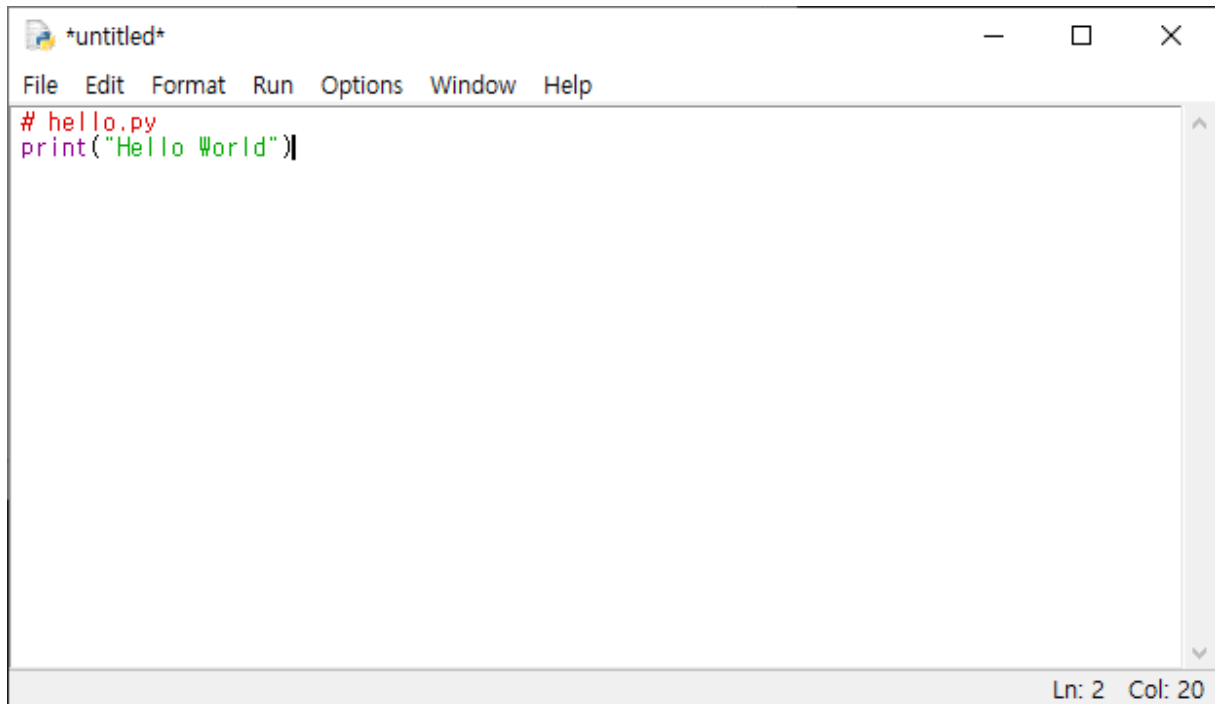 *untitled*
File Edit Format Run Options Window Help
# hello.py
print("Hello World")
Ln: 2 Col: 20